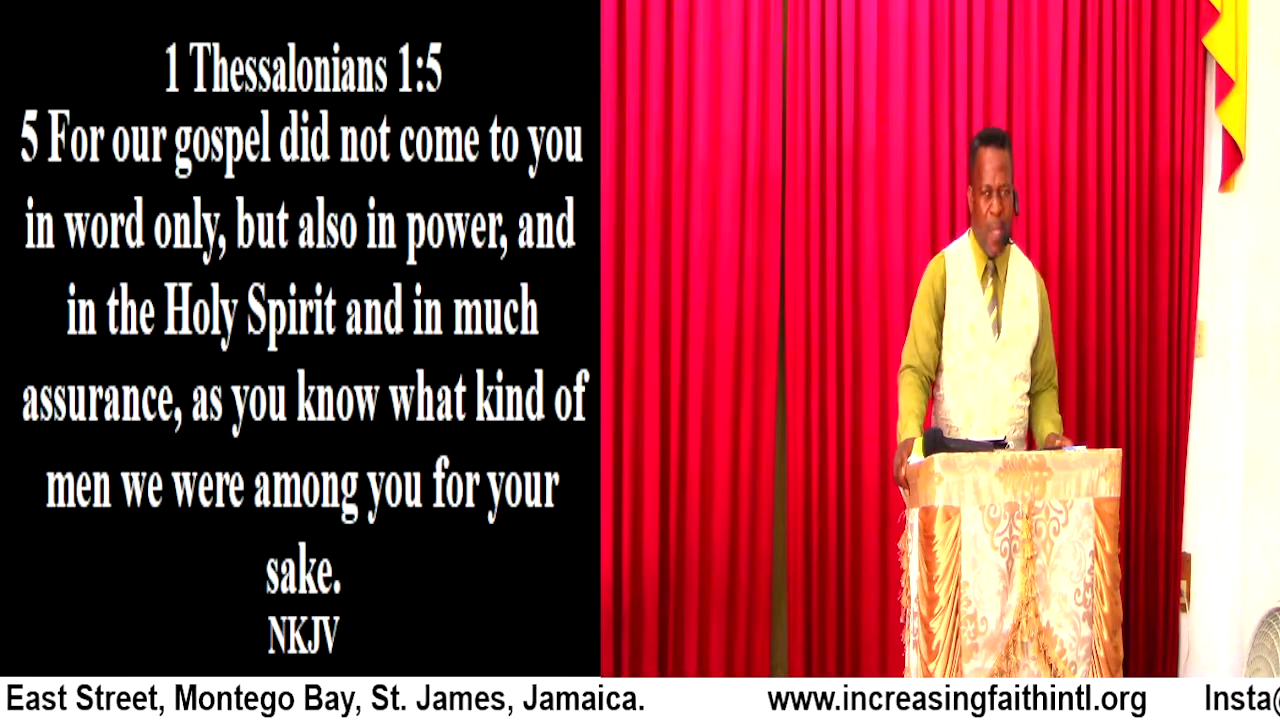 1 Thessalonians 1:5
5 For our gospel did not come to you
in word only, but also in power, and
in the Holy Spirit and in much
assurance, as you know what kind of
men we were among you for your
sake.
NKJV
East Street, Montego Bay, St. James, Jamaica. www.increasingfaithintl.org Insta@